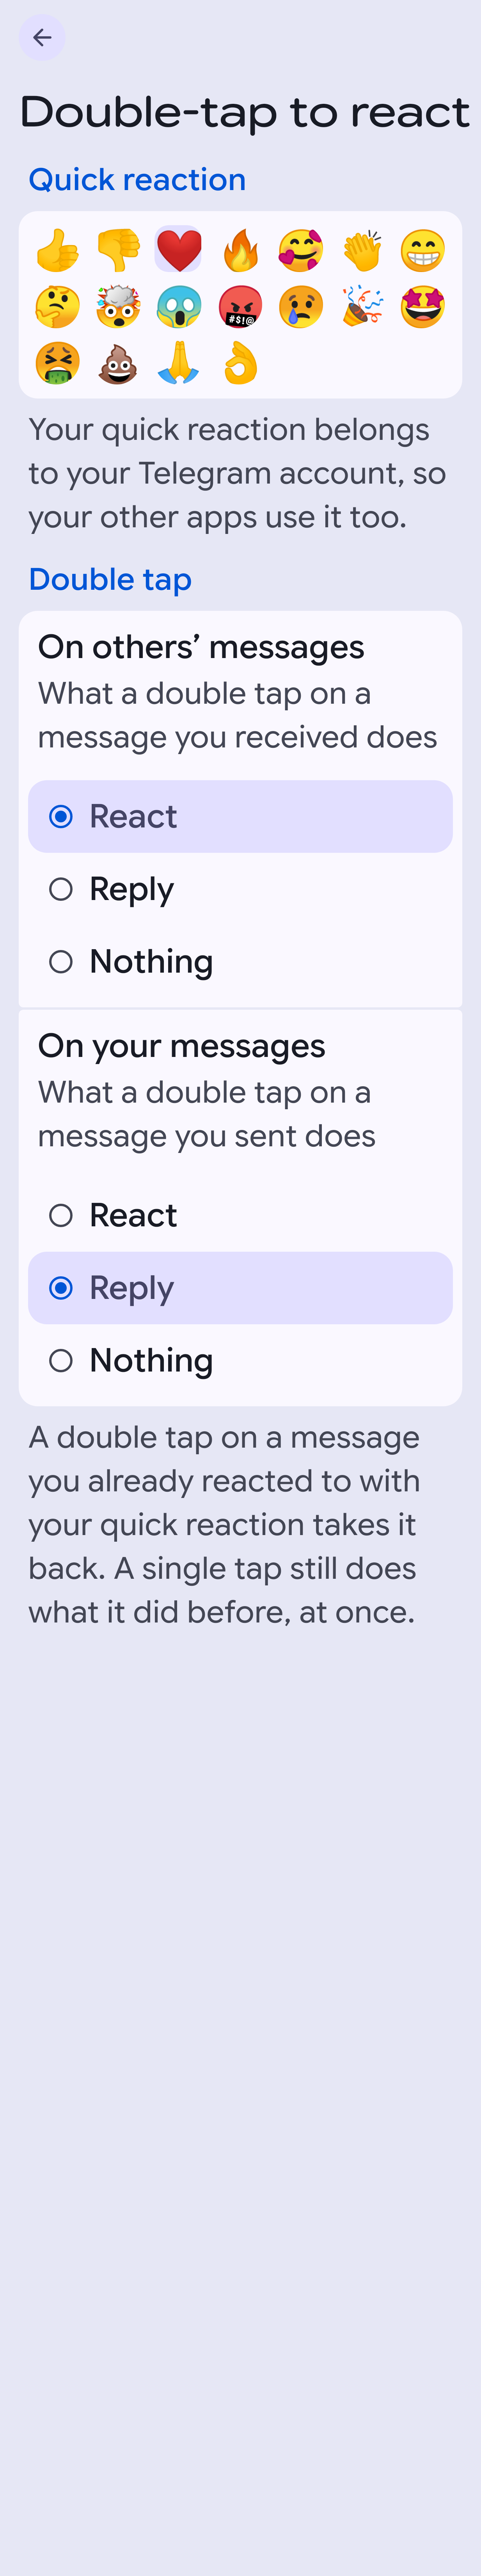 Double-tap to react
Quick reaction
#$!@
Your quick reaction belongs
to your Telegram account, so
your other apps use it too.
Double tap
On others’ messages
What a double tap on a
message you received does
React
Reply
Nothing
On your messages
What a double tap on a
message you sent does
React
Reply
Nothing
A double tap on a message
you already reacted to with
your quick reaction takes it
back. A single tap still does
what it did before, at once.